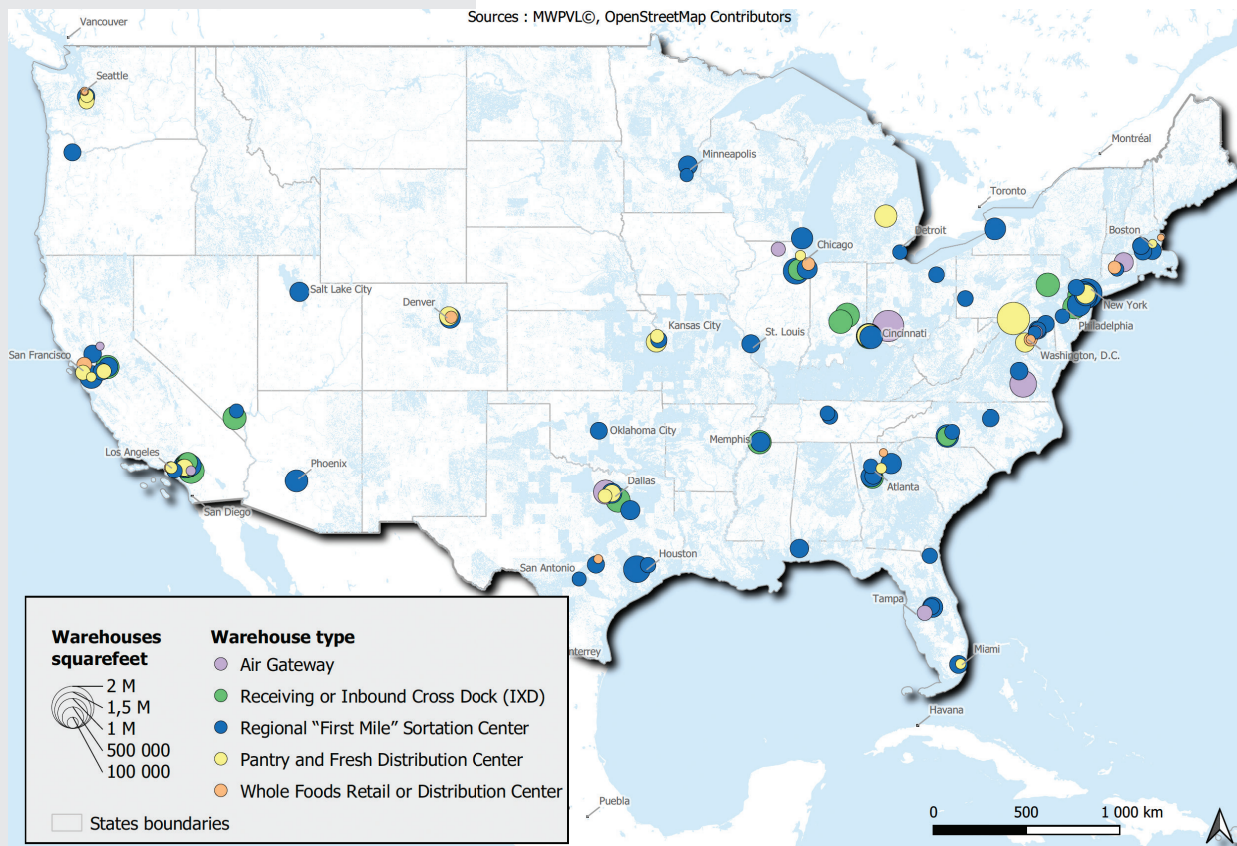 Sources : MWPVL©, OpenStreetMap Contributors
Vancouver
Seattle
Montréal
Minneapolis
Toronto
Boston
Detroit
Chicago
Salt Lake City
Denver
New York
Kansas City
St. Louis
Cincinnati
Philadelphia
San Francisco
Washington, D.C.
Oklahoma City
Memphis
Los Angeles
Phoenix
Dallas
Atlanta
San Diego
Houston
San Antonio
Tampa
Miami
nterrey
Havana
Puebla
Warehouses
squarefeet
2 M
1,5 M
1 M
500 000
100 000
Warehouse type
Air Gateway
Receiving or Inbound Cross Dock (IXD)
Regional “First Mile” Sortation Center
Pantry and Fresh Distribution Center
Whole Foods Retail or Distribution Center
States boundaries
0 500 1 000 km